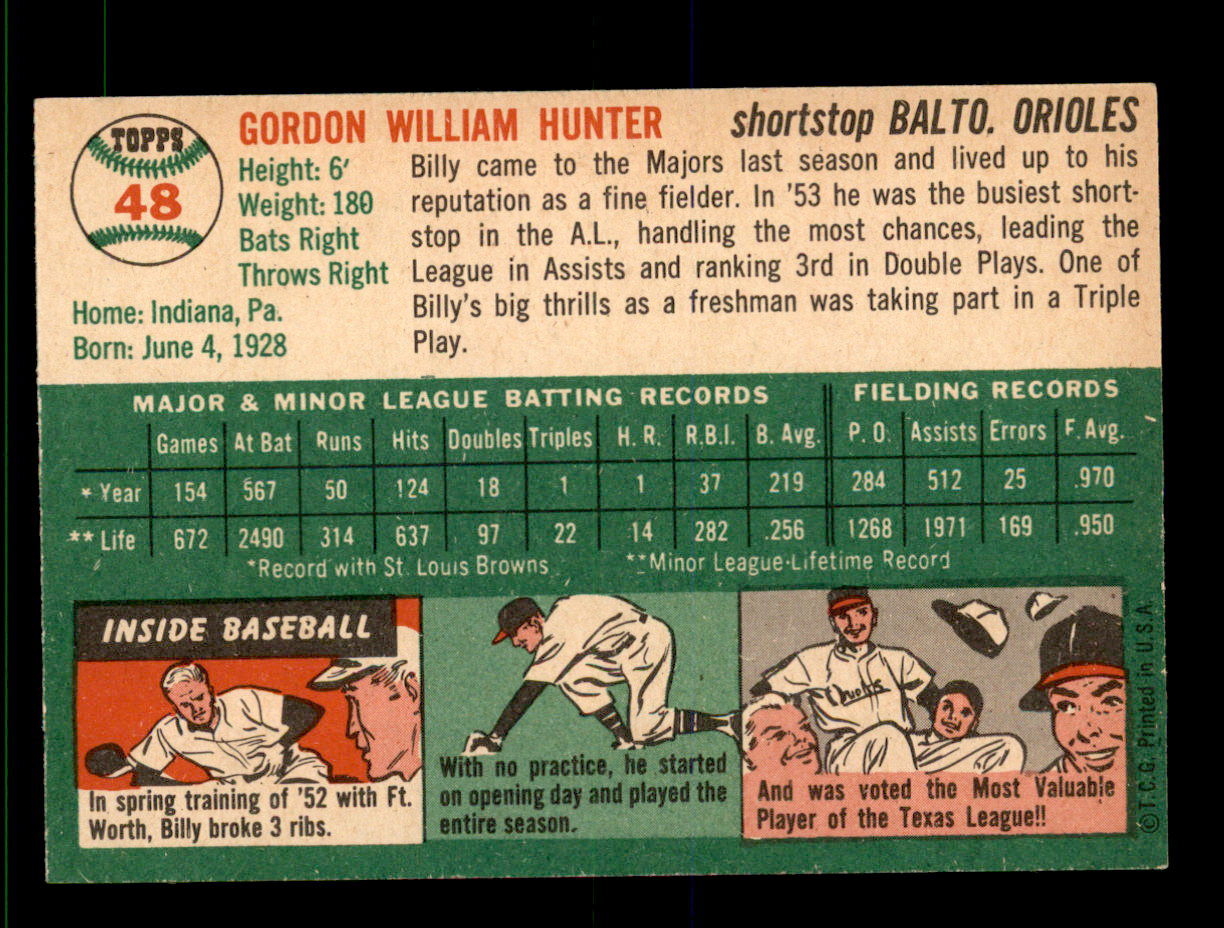 TOPPS
48
GORDON WILLIAM HUNTER
shortstop BALTO. ORIOLES
Height: 6'
Weight: 180
Bats Right
Throws Right
Home: Indiana, Pa.
Born: June 4, 1928
Billy came to the Majors last season and lived up to his
reputation as a fine fielder. In '53 he was the busiest short-
stop in the A.L., handling the most chances, leading the
League in Assists and ranking 3rd in Double Plays. One of
Billy's big thrills as a freshman was taking part in a Triple
Play.
MAJOR & MINOR LEAGUE BATTING RECORDS
FIELDING RECORDS
Games At Bat Runs Hits Doubles Triples H. R. R.B.I. B. Avg. P. O. Assists Errors F. Avg.
* Year 154 567 50 124 18 1 1 37 219 284 512 25 .970
** Life 672 2490 314 637 97 22 14 282 .256 1268 1971 169 .950
*Record with St. Louis Browns **Minor League-Lifetime Record
INSIDE BASEBALL
In spring training of '52 with Ft.
Worth, Billy broke 3 ribs.
With no practice, he started
on opening day and played the
entire season.
And was voted the Most Valuable
Player of the Texas League!!
© T.C.G. Printed in U.S.A.